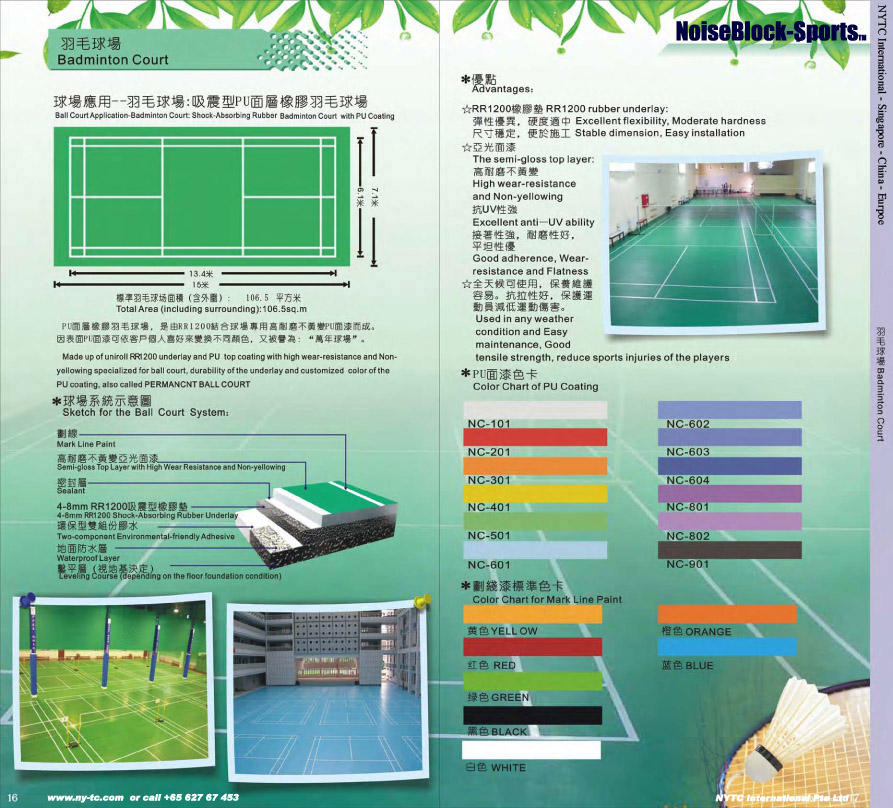 羽毛球場
Badminton Court
球場應用--羽毛球場:吸震型PU面層橡膠羽毛球場
Ball Court Application-Badminton Court: Shock-Absorbing Rubber Badminton Court with PU Coating
6.1米
7.1米
13.4米
15米
標準羽毛球场面積（含外圍）: 106.5 平方米
Total Area (including surrounding):106.5sq.m
PU面層橡膠羽毛球場，是由RR1200結合球場專用高耐磨不黃變PU面漆而成。
因表面PU面漆可依客戶個人喜好來變換不同顏色，又被譽為：“萬年球場”。
Made up of uniroll RR1200 underlay and PU top coating with high wear-resistance and Non-
yellowing specialized for ball court, durability of the underlay and customized color of the
PU coating, also called PERMANCNT BALL COURT
*球場系統示意圖
Sketch for the Ball Court System:
劃線
Mark Line Paint
高耐磨不黃變亞光面漆
Semi-gloss Top Layer with High Wear Resistance and Non-yellowing
密封層
Sealant
4-8mm RR1200吸震型橡膠墊
4-8mm RR1200 Shock-Absorbing Rubber Underlay
環保型雙組份膠水
Two-component Environmental-friendly Adhesive
地面防水層
Waterproof Layer
鑿平層（視地基決定）
Leveling Course (depending on the floor foundation condition)
16
www.ny-tc.com or call +65 627 67 453
NoiseBlock-Sports TM
*優點
Advantages:
☆RR1200橡膠墊 RR1200 rubber underlay:
彈性優異，硬度適中 Excellent flexibility, Moderate hardness
尺寸穩定，便於施工 Stable dimension, Easy installation
☆亞光面漆
The semi-gloss top layer:
高耐磨不黃變
High wear-resistance
and Non-yellowing
抗UV性強
Excellent anti—UV ability
接著性強，耐磨性好，
平坦性優
Good adherence, Wear-
resistance and Flatness
☆全天候可使用，保養維護
容易。抗拉性好，保護運
動員減低運動傷害。
Used in any weather
condition and Easy
maintenance, Good
tensile strength, reduce sports injuries of the players
*PU面漆色卡
Color Chart of PU Coating
NC-101
NC-201
NC-301
NC-401
NC-501
NC-601
NC-602
NC-603
NC-604
NC-801
NC-802
NC-901
*劃綫漆標準色卡
Color Chart for Mark Line Paint
黄色 YELL OW
红色 RED
绿色 GREEN
黑色 BLACK
白色 WHITE
橙色 ORANGE
蓝色 BLUE
NYTC International Pte Ltd 17
NYTC International - Singapore - China - Eurpoe
羽毛球場 Badminton Court